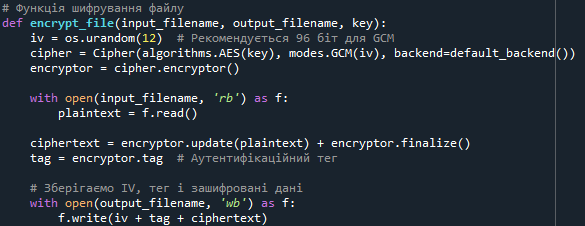 # Функція шифрування файлу
def encrypt_file(input_filename, output_filename, key):
    iv = os.urandom(12)  # Рекомендується 96 біт для GCM
    cipher = Cipher(algorithms.AES(key), modes.GCM(iv), backend=default_backend())
    encryptor = cipher.encryptor()

    with open(input_filename, 'rb') as f:
        plaintext = f.read()

    ciphertext = encryptor.update(plaintext) + encryptor.finalize()
    tag = encryptor.tag  # Аутентифікаційний тег

    # Зберігаємо IV, тег і зашифровані дані
    with open(output_filename, 'wb') as f:
        f.write(iv + tag + ciphertext)